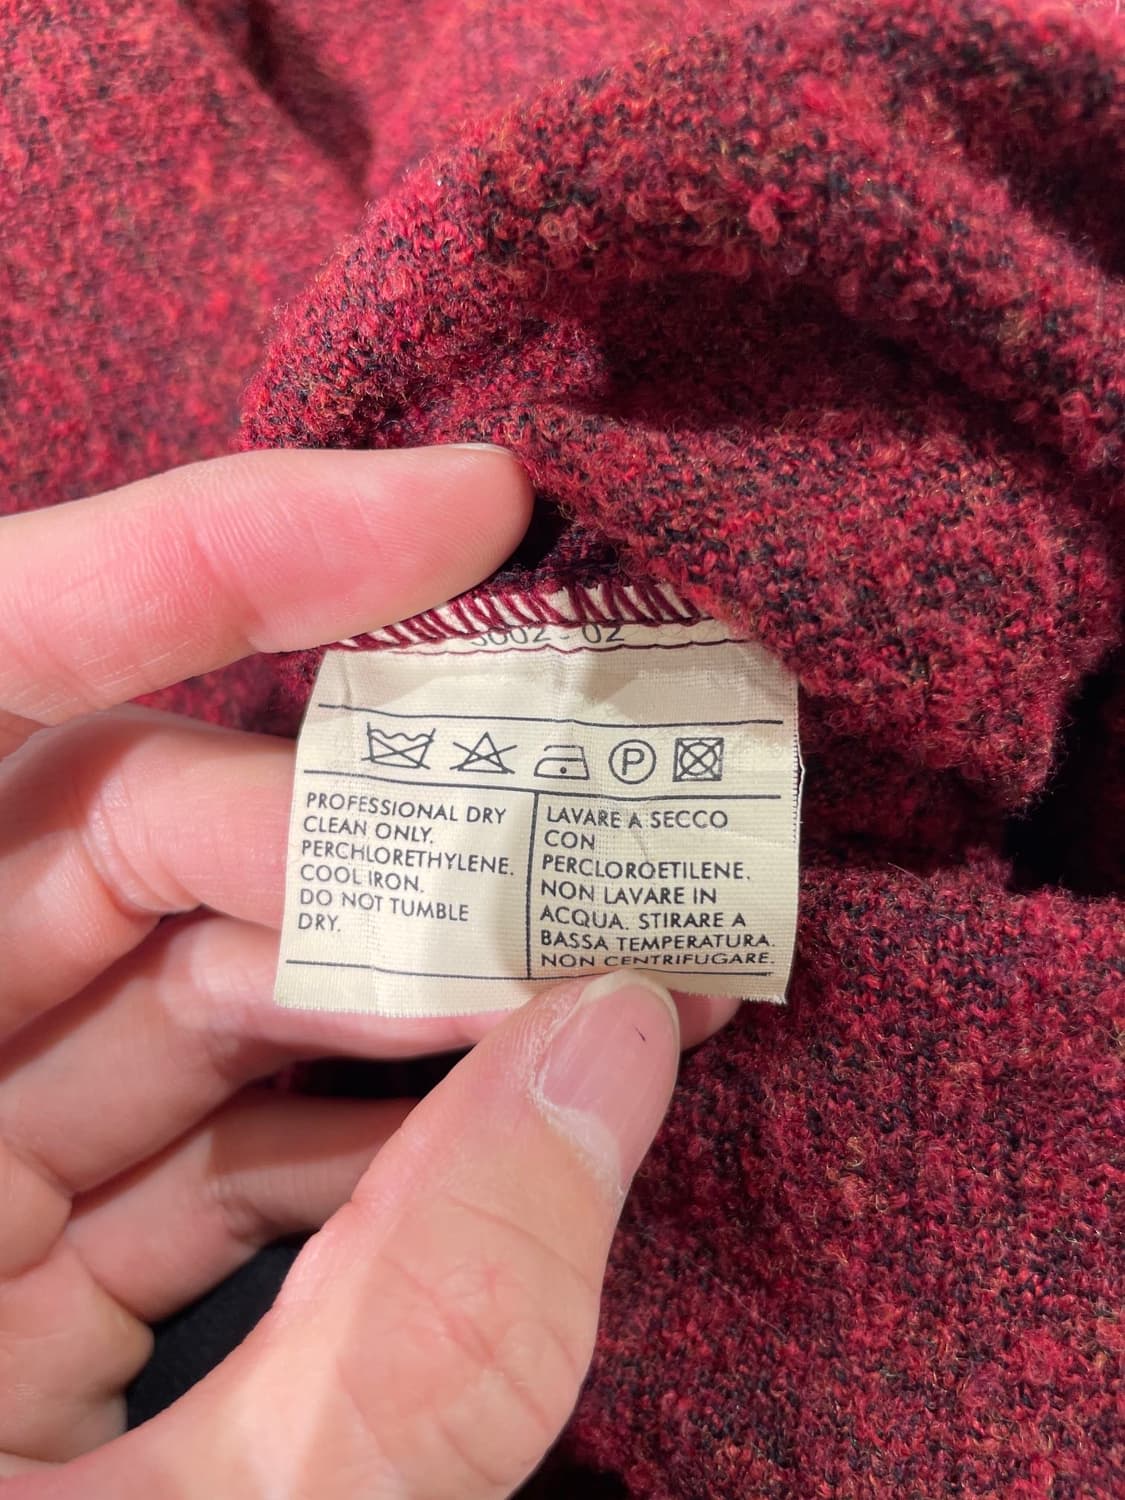 - 02
P
PROFESSIONAL DRY
CLEAN ONLY.
PERCHLORETHYLENE.
COOL IRON.
DO NOT TUMBLE
DRY.
LAVARE A SECCO
CON
PERCLOROETILENE.
NON LAVARE IN
ACQUA. STIRARE A
BASSA TEMPERATURA.
NON CENTRIFUGARE.